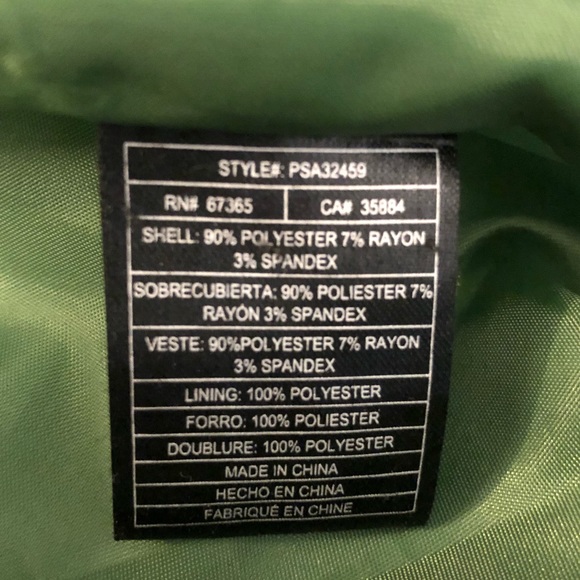 STYLE#: PSA32459
RN# 67365 CA# 35884
SHELL: 90% POLYESTER 7% RAYON
3% SPANDEX
SOBRECUBIERTA: 90% POLIESTER 7%
RAYÓN 3% SPANDEX
VESTE: 90%POLYESTER 7% RAYON
3% SPANDEX
LINING: 100% POLYESTER
FORRO: 100% POLIESTER
DOUBLURE: 100% POLYESTER
MADE IN CHINA
HECHO EN CHINA
FABRIQUÉ EN CHINE